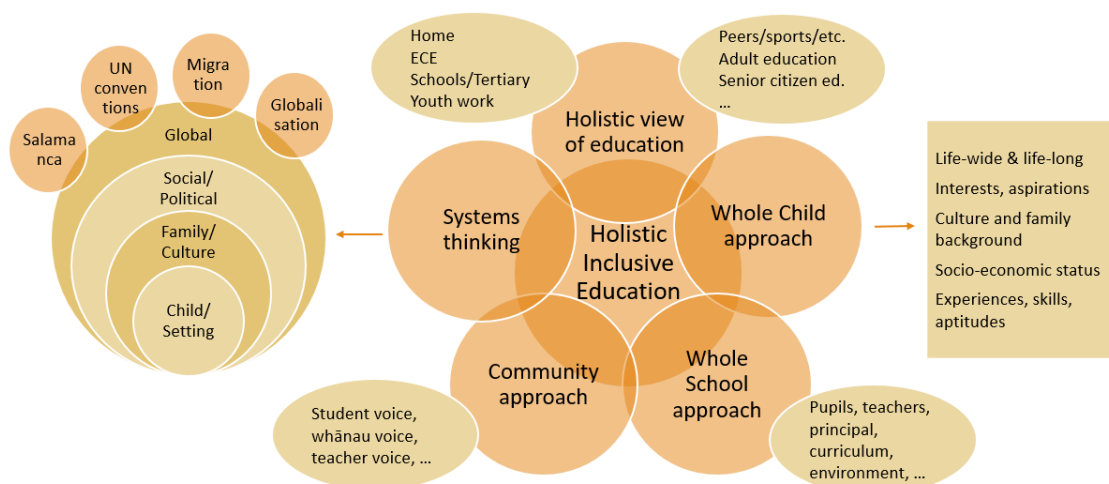 Salama
nca
UN
conven
tions
Migra
tion
Globali
sation
Global
Social/
Political
Family/
Culture
Child/
Setting
Home
ECE
Schools/Tertiary
Youth work
Peers/sports/etc.
Adult education
Senior citizen ed.
...
Holistic view
of education
Systems
thinking
Whole Child
approach
Holistic
Inclusive
Education
Community
approach
Whole
School
approach
Student voice,
whānau voice,
teacher voice, ...
Pupils, teachers,
principal,
curriculum,
environment, ...
Life-wide & life-long
Interests, aspirations
Culture and family
background
Socio-economic status
Experiences, skills,
aptitudes